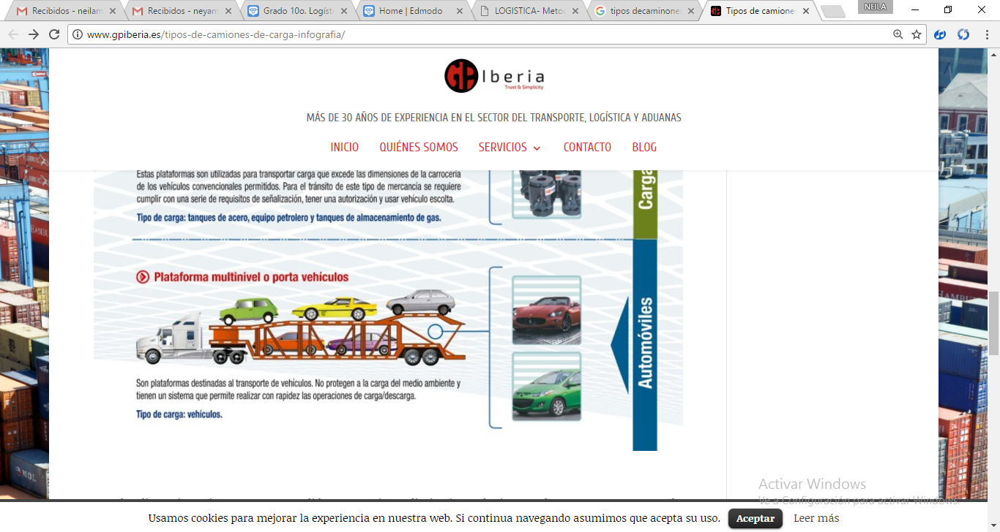 Recibidos - neilam
Recibidos - neyam
Grado 10o. Logíst
Home | Edmodo
LOGISTICA- Metod
tipos decaminones
Tipos de camione
NEILA
www.gpiberia.es/tipos-de-camiones-de-carga-infografia/
GP Iberia
Trust & Simplicity
MÁS DE 30 AÑOS DE EXPERIENCIA EN EL SECTOR DEL TRANSPORTE, LOGÍSTICA Y ADUANAS
INICIO QUIÉNES SOMOS SERVICIOS CONTACTO BLOG
Estas plataformas son utilizadas para transportar carga que excede las dimensiones de la carrocería
de los vehículos convencionales permitidos. Para el tránsito de este tipo de mercancía se requiere
cumplir con una serie de requisitos de señalización, tener una autorización y usar vehículo escolta.
Tipo de carga: tanques de acero, equipo petrolero y tanques de almacenamiento de gas.
Carga
Plataforma multinivel o porta vehículos
Automóviles
Son plataformas destinadas al transporte de vehículos. No protegen a la carga del medio ambiente y
tienen un sistema que permite realizar con rapidez las operaciones de carga/descarga.
Tipo de carga: vehículos.
Activar Windows
Ve a Configuración para activar Windows.
Usamos cookies para mejorar la experiencia en nuestra web. Si continua navegando asumimos que acepta su uso. Aceptar Leer más